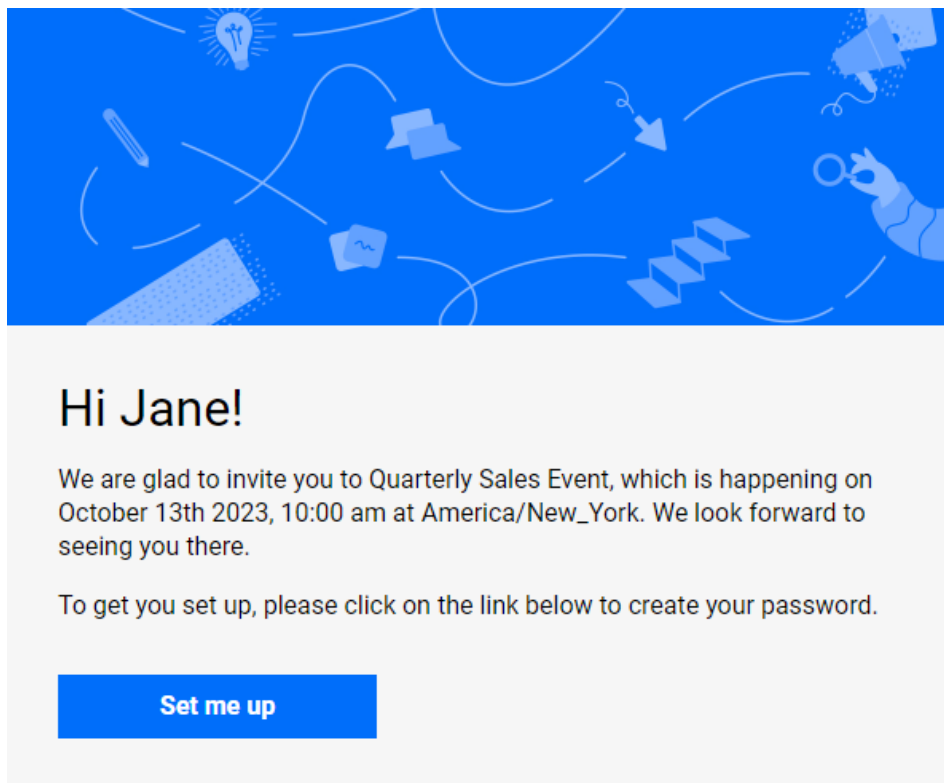 Hi Jane!
We are glad to invite you to Quarterly Sales Event, which is happening on
October 13th 2023, 10:00 am at America/New_York. We look forward to
seeing you there.
To get you set up, please click on the link below to create your password.
Set me up